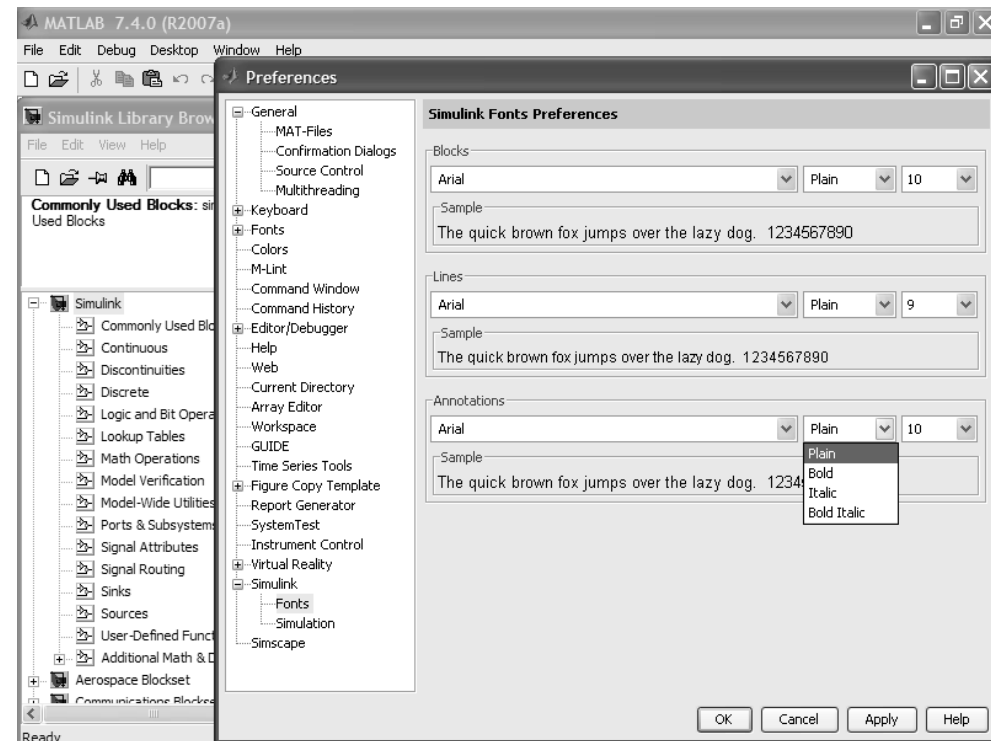 MATLAB 7.4.0 (R2007a)
File Edit Debug Desktop Window Help
Simulink Library Brow
File Edit View Help
Commonly Used Blocks: sim
Used Blocks
Simulink
Commonly Used Blo
Continuous
Discontinuities
Discrete
Logic and Bit Opera
Lookup Tables
Math Operations
Model Verification
Model-Wide Utilities
Ports & Subsystems
Signal Attributes
Signal Routing
Sinks
Sources
User-Defined Funct
Additional Math & D
Aerospace Blockset
Communications Blockse
Ready
Preferences
General
MAT-Files
Confirmation Dialogs
Source Control
Multithreading
Keyboard
Fonts
Colors
M-Lint
Command Window
Command History
Editor/Debugger
Help
Web
Current Directory
Array Editor
Workspace
GUIDE
Time Series Tools
Figure Copy Template
Report Generator
SystemTest
Instrument Control
Virtual Reality
Simulink
Fonts
Simulation
Simscape
Simulink Fonts Preferences
Blocks
Arial Plain 10
Sample
The quick brown fox jumps over the lazy dog. 1234567890
Lines
Arial Plain 9
Sample
The quick brown fox jumps over the lazy dog. 1234567890
Annotations
Arial Plain 10
Sample
The quick brown fox jumps over the lazy dog. 1234
Plain
Bold
Italic
Bold Italic
OK Cancel Apply Help